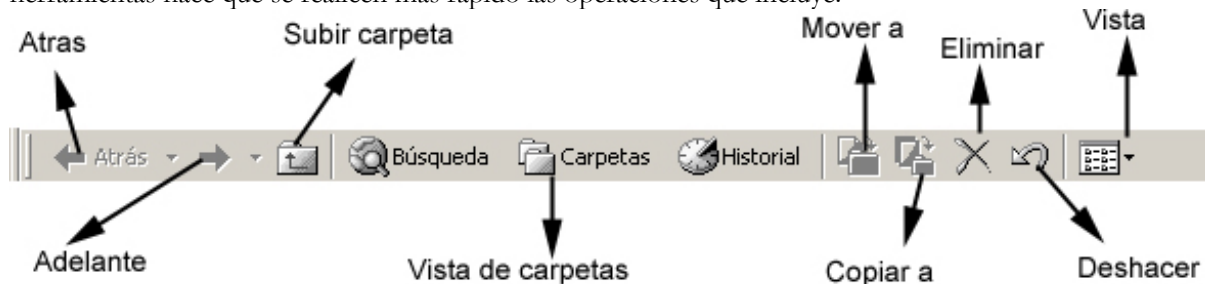 herramientas hace que se realicen más rápido las operaciones que incluye.
Atras
Subir carpeta
Mover a
Eliminar
Vista
Atrás
Búsqueda
Carpetas
Historial
Adelante
Vista de carpetas
Copiar a
Deshacer